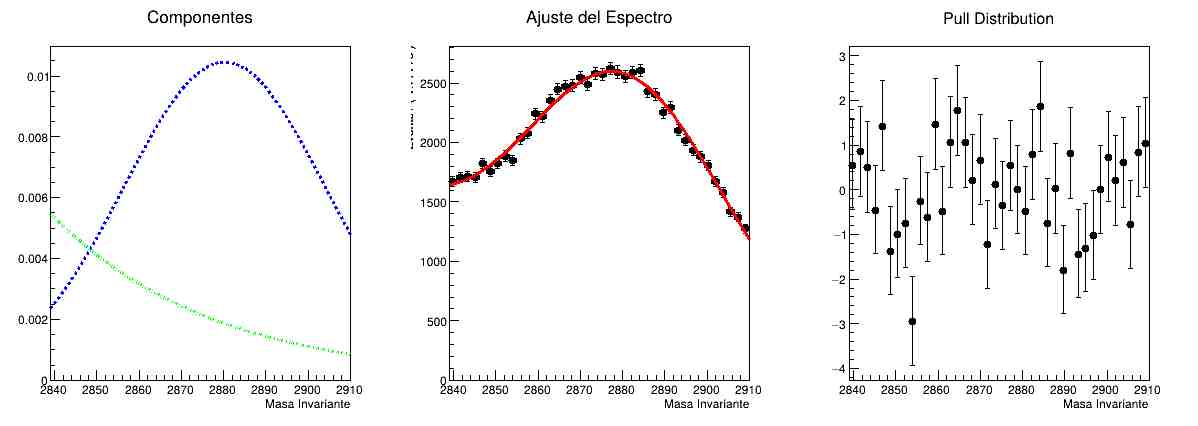 Componentes
0.01
0.008
0.006
0.004
0.002
0
2840 2850 2860 2870 2880 2890 2900 2910
Masa Invariante
Ajuste del Espectro
2500
2000
1500
1000
500
0
2840 2850 2860 2870 2880 2890 2900 2910
Masa Invariante
Pull Distribution
3
2
1
0
−1
−2
−3
−4
2840 2850 2860 2870 2880 2890 2900 2910
Masa Invariante